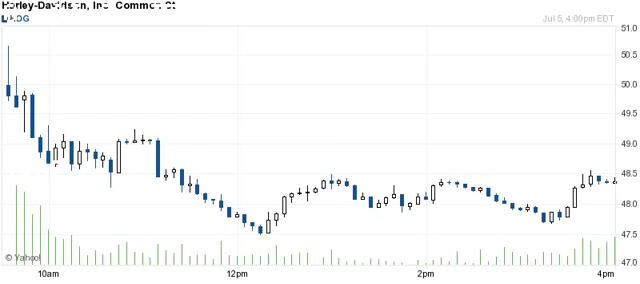 Harley-Davidson, Inc. Common St
Jul 5, 4:00pm EDT
51.0
50.5
50.0
49.5
49.0
48.5
48.0
47.5
47.0
© Yahoo!
10am 12pm 2pm 4pm